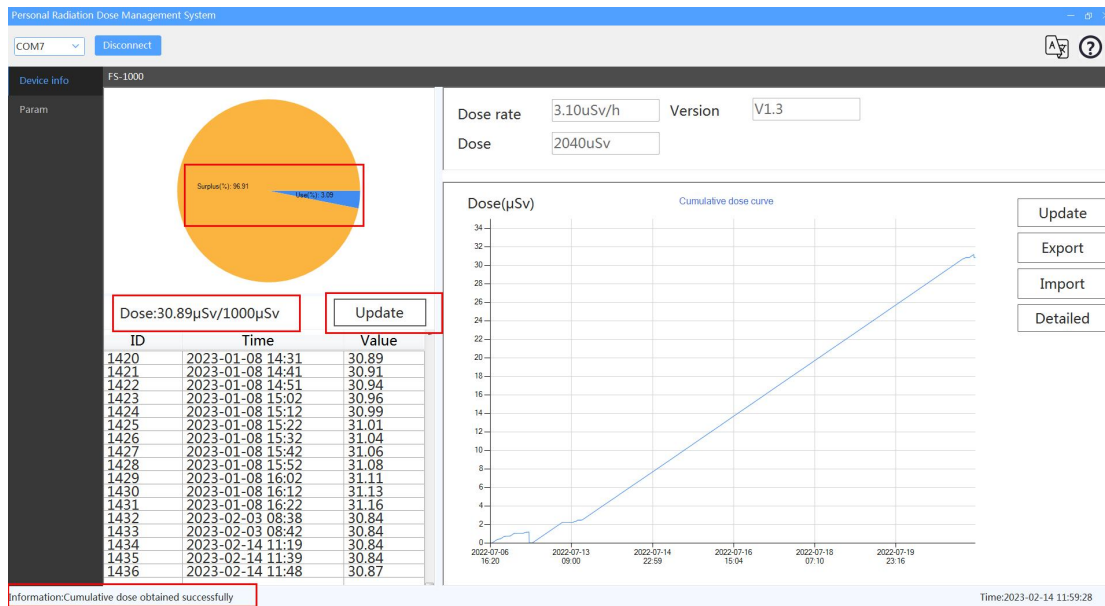 Personal Radiation Dose Management System
COM7
Disconnect
Device info
FS-1000
Param
Surplus(%): 96.91
Use(%): 3.09
Dose rate
3.10uSv/h
Version
V1.3
Dose
2040uSv
Dose:30.89μSv/1000μSv
Update
ID Time Value
1420 2023-01-08 14:31 30.89
1421 2023-01-08 14:41 30.91
1422 2023-01-08 14:51 30.94
1423 2023-01-08 15:02 30.96
1424 2023-01-08 15:12 30.99
1425 2023-01-08 15:22 31.01
1426 2023-01-08 15:32 31.04
1427 2023-01-08 15:42 31.06
1428 2023-01-08 15:52 31.08
1429 2023-01-08 16:02 31.11
1430 2023-01-08 16:12 31.13
1431 2023-01-08 16:22 31.16
1432 2023-02-03 08:38 30.84
1433 2023-02-03 08:42 30.84
1434 2023-02-14 11:19 30.84
1435 2023-02-14 11:39 30.84
1436 2023-02-14 11:48 30.87
Dose(μSv)
Cumulative dose curve
34
32
30
28
26
24
22
20
18
16
14
12
10
8
6
4
2
0
2022-07-06 16:20
2022-07-13 09:00
2022-07-14 22:59
2022-07-16 15:04
2022-07-18 07:10
2022-07-19 23:16
Update
Export
Import
Detailed
Information:Cumulative dose obtained successfully
Time:2023-02-14 11:59:28